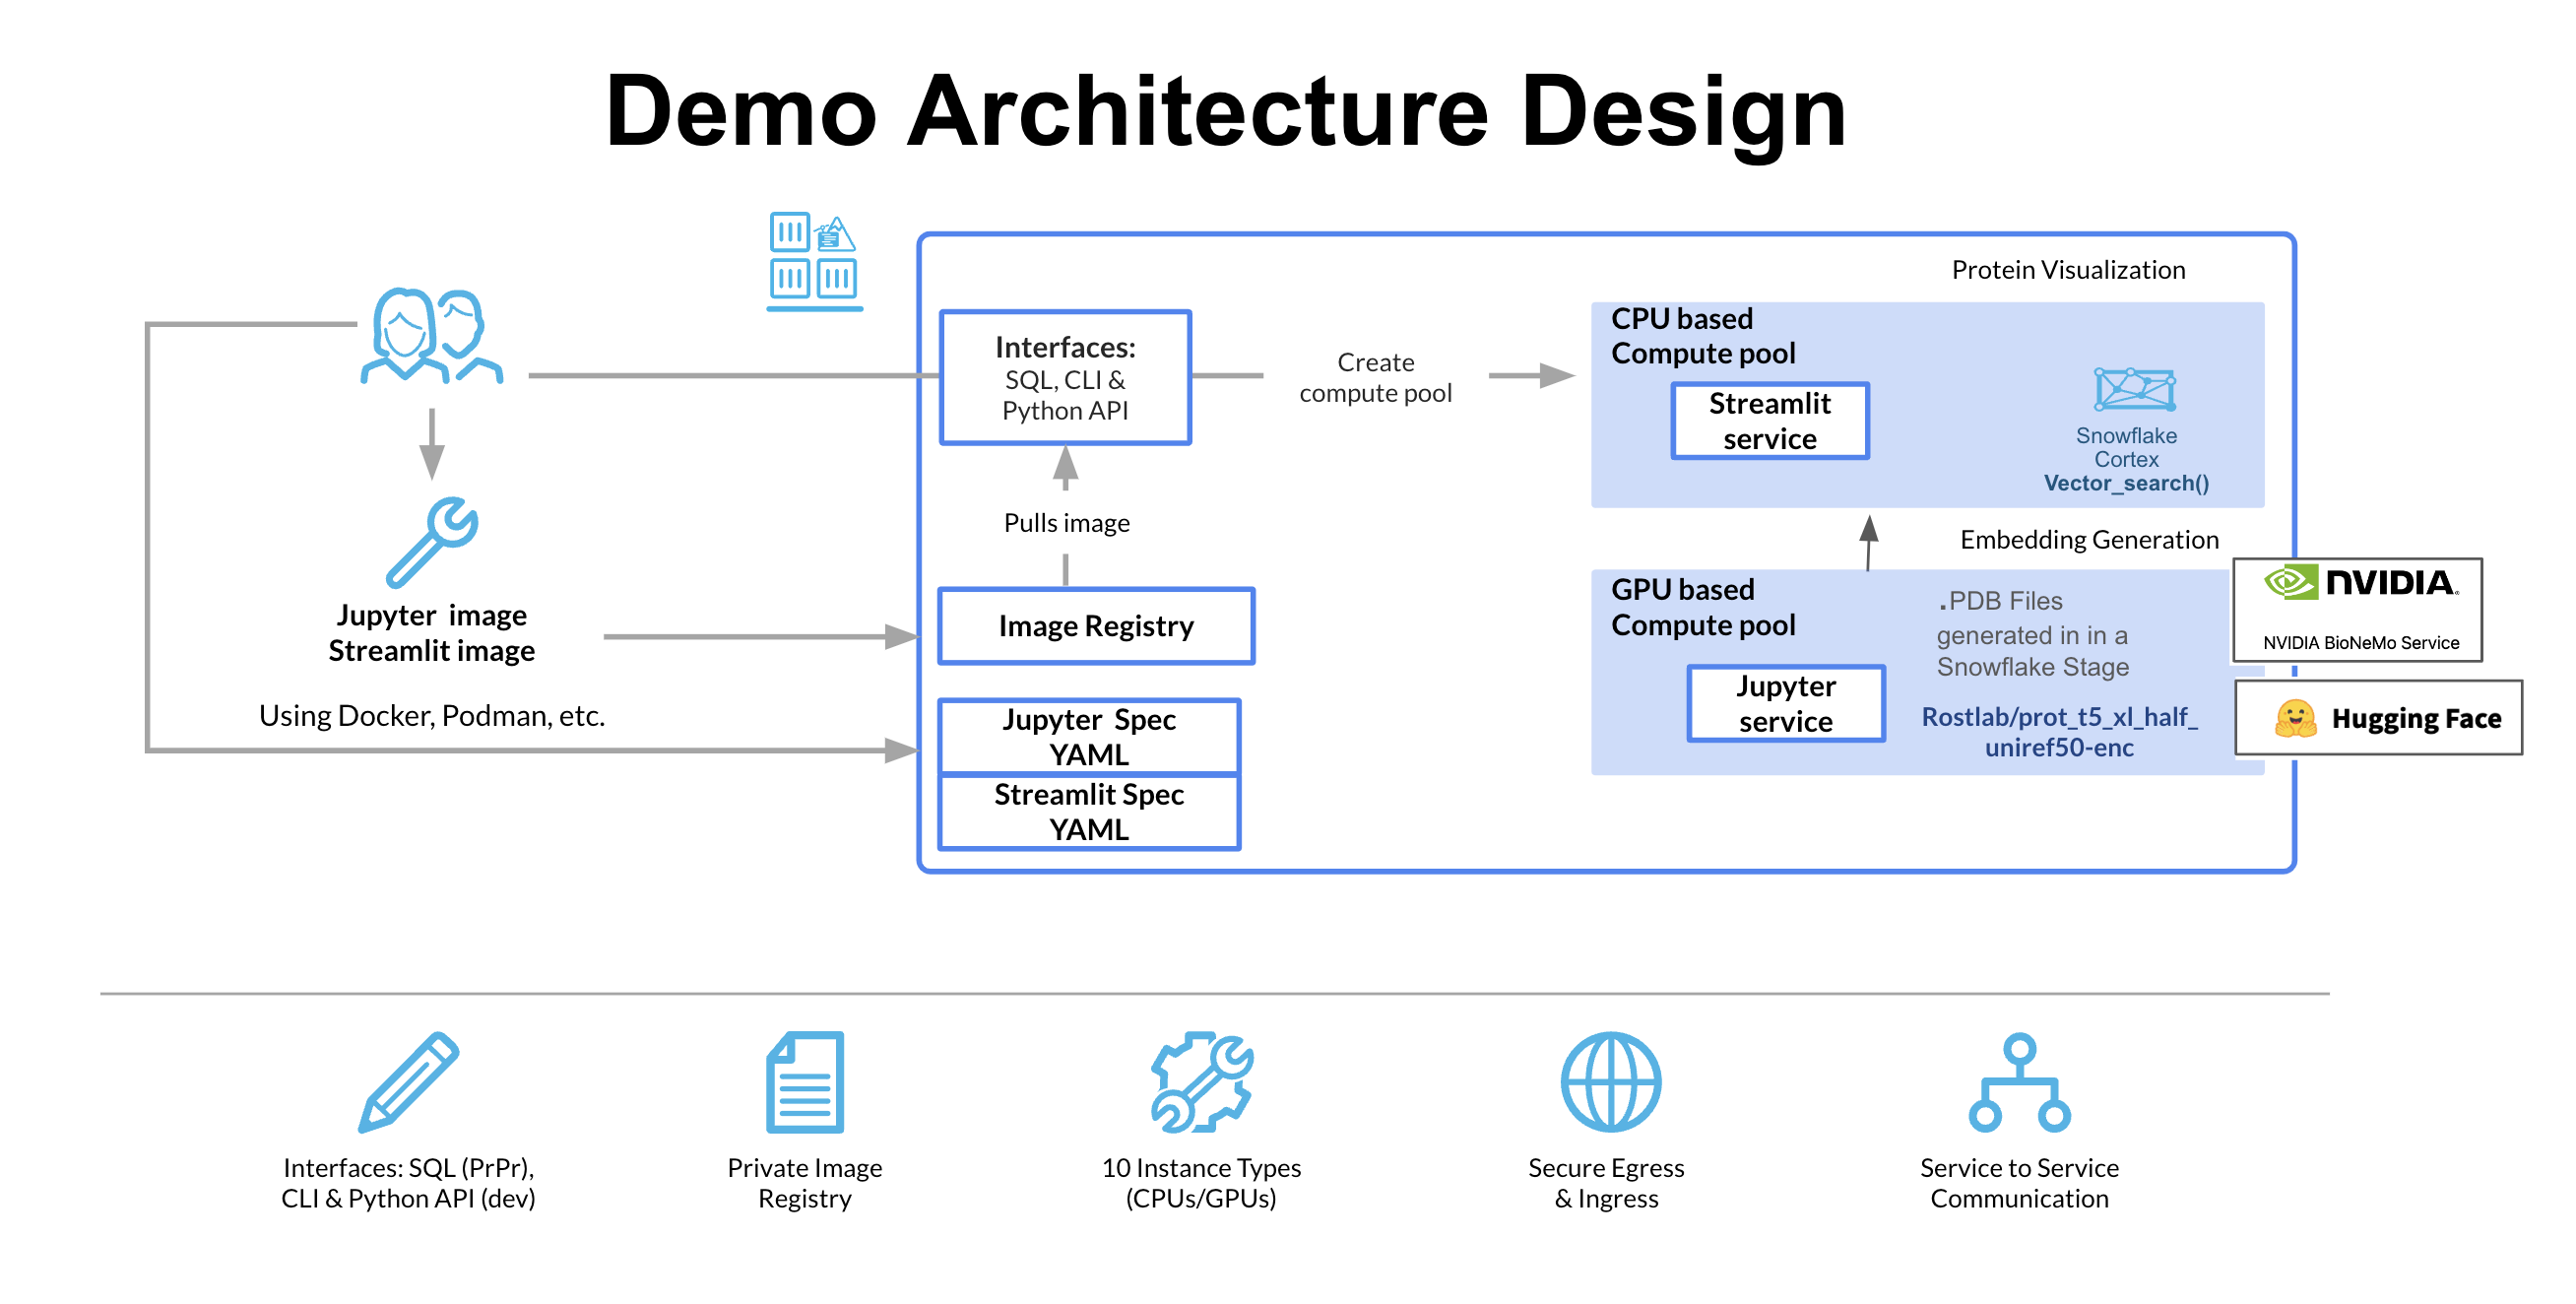 Demo Architecture Design
Protein Visualization
CPU based
Compute pool
Interfaces:
SQL, CLI &
Python API
Create
compute pool
Streamlit
service
Snowflake
Cortex
Vector_search()
Pulls image
Embedding Generation
GPU based
Compute pool
.PDB Files
generated in in a
Snowflake Stage
NVIDIA
NVIDIA BioNeMo Service
Jupyter image
Streamlit image
Image Registry
Jupyter
service
Rostlab/prot_t5_xl_half_
uniref50-enc
Hugging Face
Using Docker, Podman, etc.
Jupyter Spec
YAML
Streamlit Spec
YAML
Interfaces: SQL (PrPr),
CLI & Python API (dev)
Private Image
Registry
10 Instance Types
(CPUs/GPUs)
Secure Egress
& Ingress
Service to Service
Communication